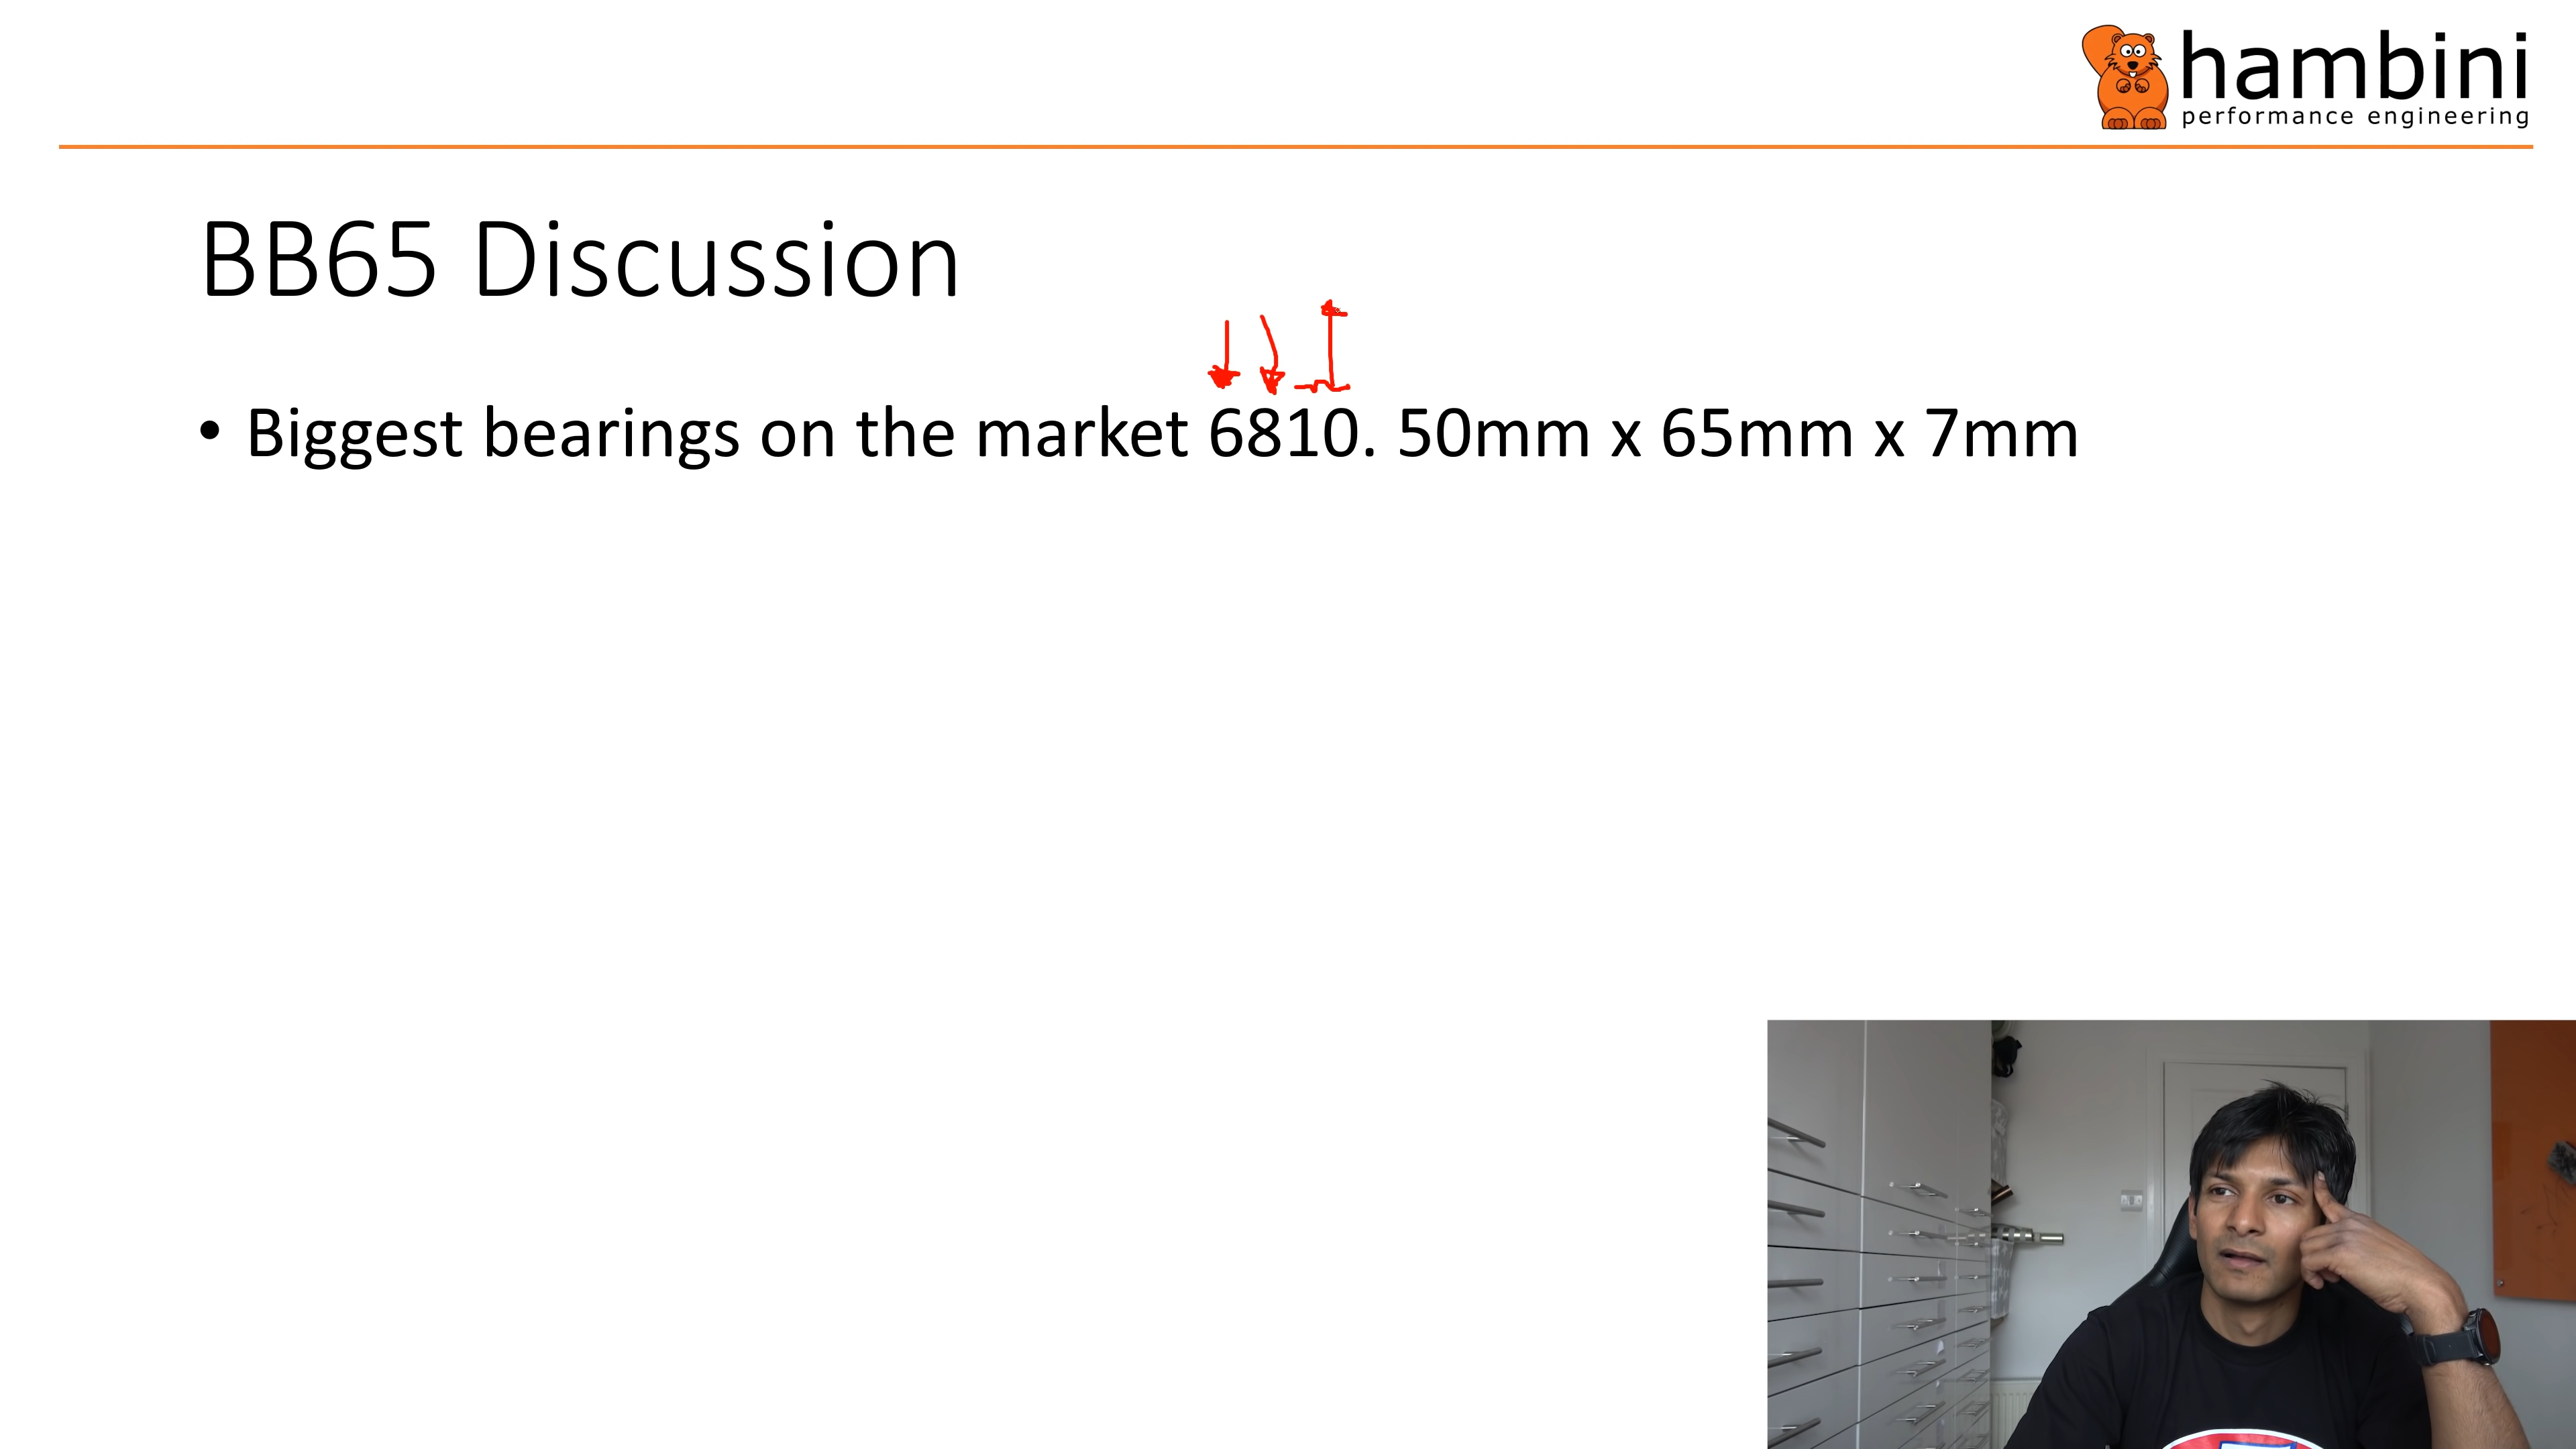 hambini
performance engineering
BB65 Discussion
• Biggest bearings on the market 6810. 50mm x 65mm x 7mm